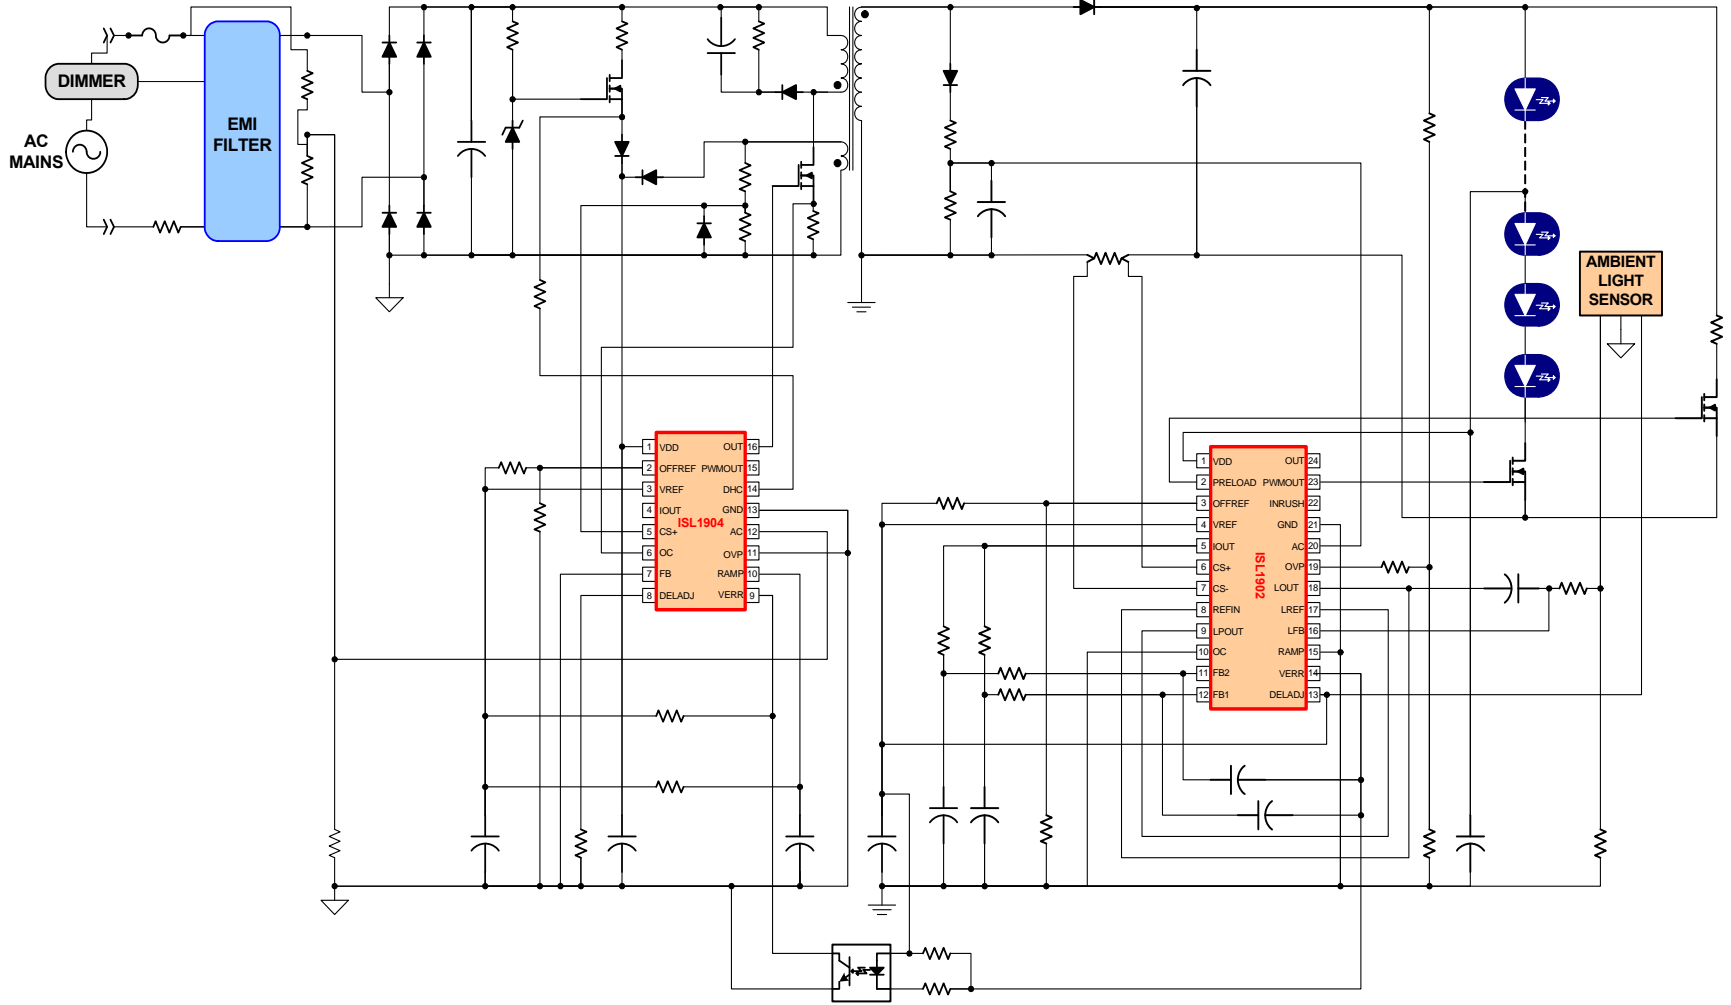 DIMMER
AC
MAINS
EMI
FILTER
AMBIENT
LIGHT
SENSOR
1 VDD OUT 16
2 OFFREF PWMOUT 15
3 VREF DHC 14
4 IOUT GND 13
ISL1904
5 CS+ AC 12
6 OC OVP 11
7 FB RAMP 10
8 DELADJ VERR 9
1 VDD OUT 24
2 PRELOAD PWMOUT 23
3 OFFREF INRUSH 22
4 VREF GND 21
5 IOUT AC 20
6 CS+ OVP 19
7 CS- LOUT 18
8 REFIN LREF 17
9 LPOUT LFB 16
10 OC RAMP 15
11 FB2 VERR 14
12 FB1 DELADJ 13
ISL1902